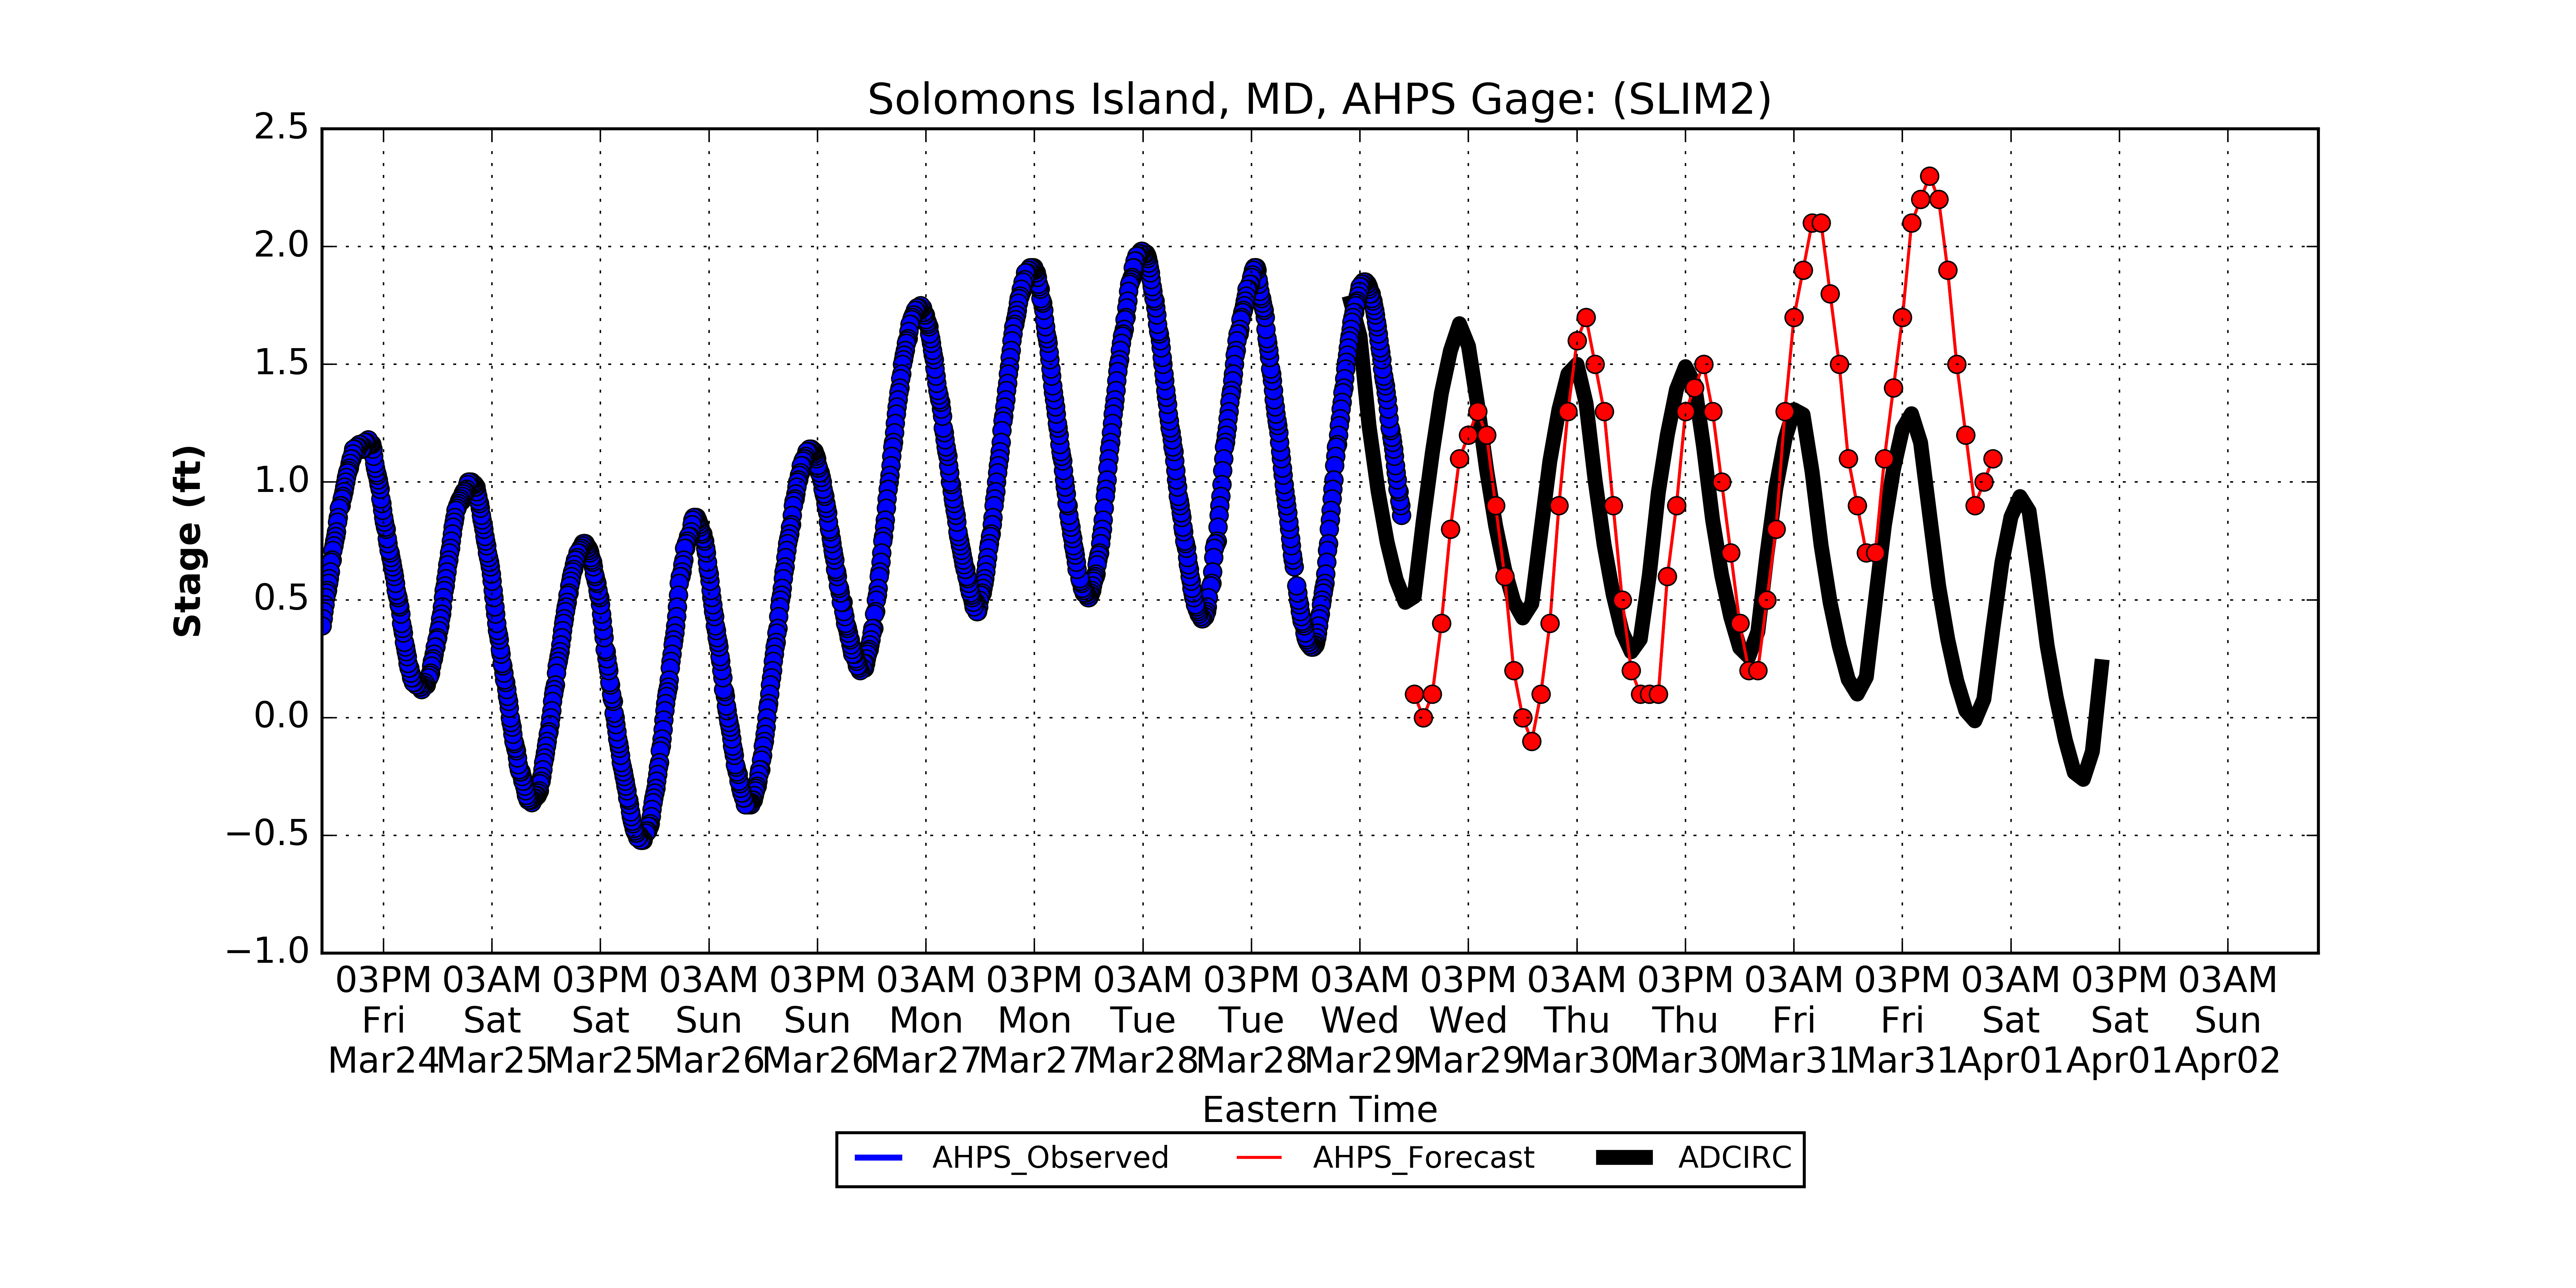 Solomons Island, MD, AHPS Gage: (SLIM2)
2.5
2.0
1.5
1.0
0.5
0.0
−0.5
−1.0
Stage (ft)
03PM 03AM 03PM 03AM 03PM 03AM 03PM 03AM 03PM 03AM 03PM 03AM 03PM 03AM 03PM 03AM 03PM 03AM
Fri Sat Sat Sun Sun Mon Mon Tue Tue Wed Wed Thu Thu Fri Fri Sat Sat Sun
Mar24 Mar25 Mar25 Mar26 Mar26 Mar27 Mar27 Mar28 Mar28 Mar29 Mar29 Mar30 Mar30 Mar31 Mar31 Apr01 Apr01 Apr02
Eastern Time
AHPS_Observed AHPS_Forecast ADCIRC